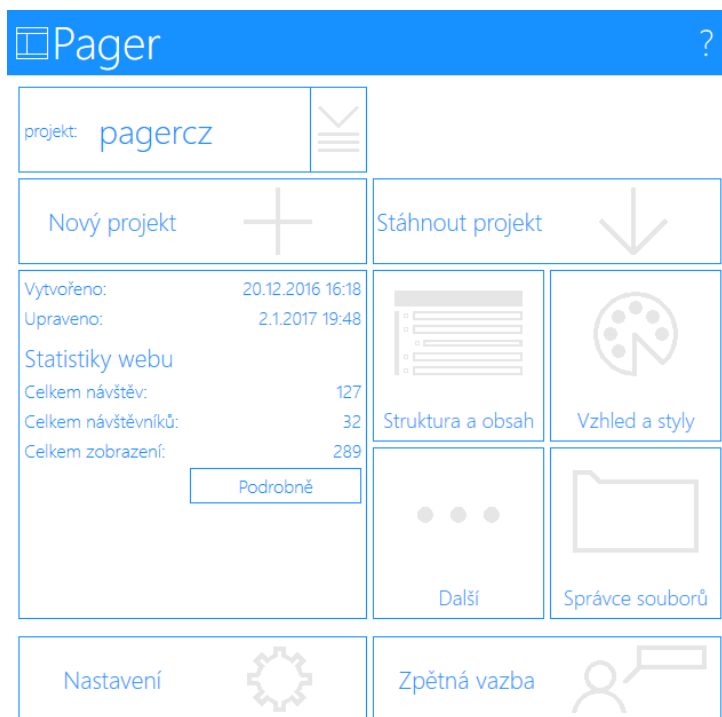 Pager ?
projekt: pagercz
Nový projekt
Stáhnout projekt
Vytvořeno: 20.12.2016 16:18
Upraveno: 2.1.2017 19:48
Statistiky webu
Celkem návštěv: 127
Celkem návštěvníků: 32
Celkem zobrazení: 289
Podrobně
Struktura a obsah
Vzhled a styly
Další
Správce souborů
Nastavení
Zpětná vazba